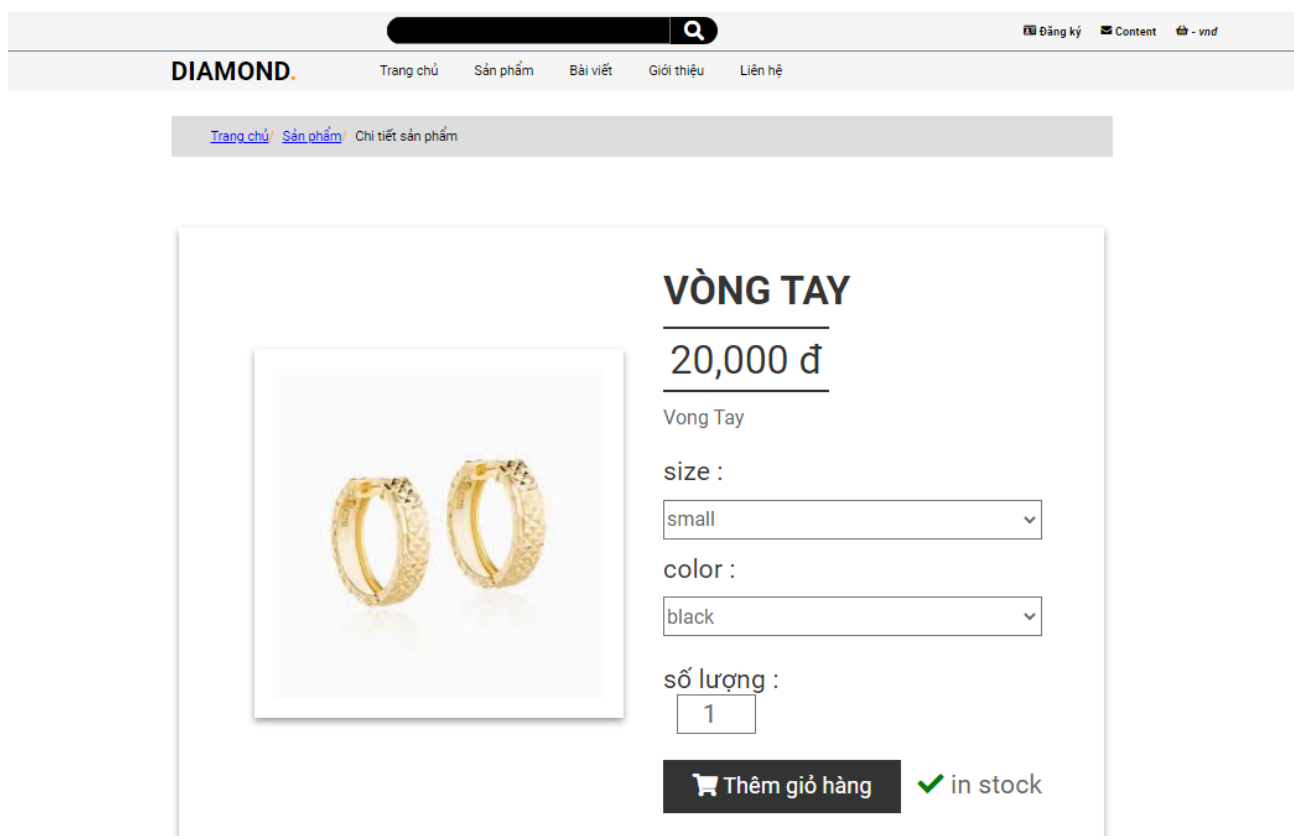 Đăng ký Content - vnd
DIAMOND. Trang chủ Sản phẩm Bài viết Giới thiệu Liên hệ
Trang chủ/ Sản phẩm/ Chi tiết sản phẩm
VÒNG TAY
20,000 đ
Vong Tay
size :
small
color :
black
số lượng :
1
Thêm giỏ hàng in stock